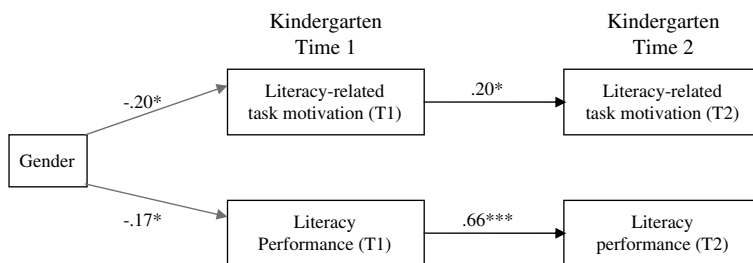 Kindergarten
Time 1
Kindergarten
Time 2
-.20*
Literacy-related
task motivation (T1)
.20*
Literacy-related
task motivation (T2)
Gender
-.17*
Literacy
Performance (T1)
.66***
Literacy
performance (T2)